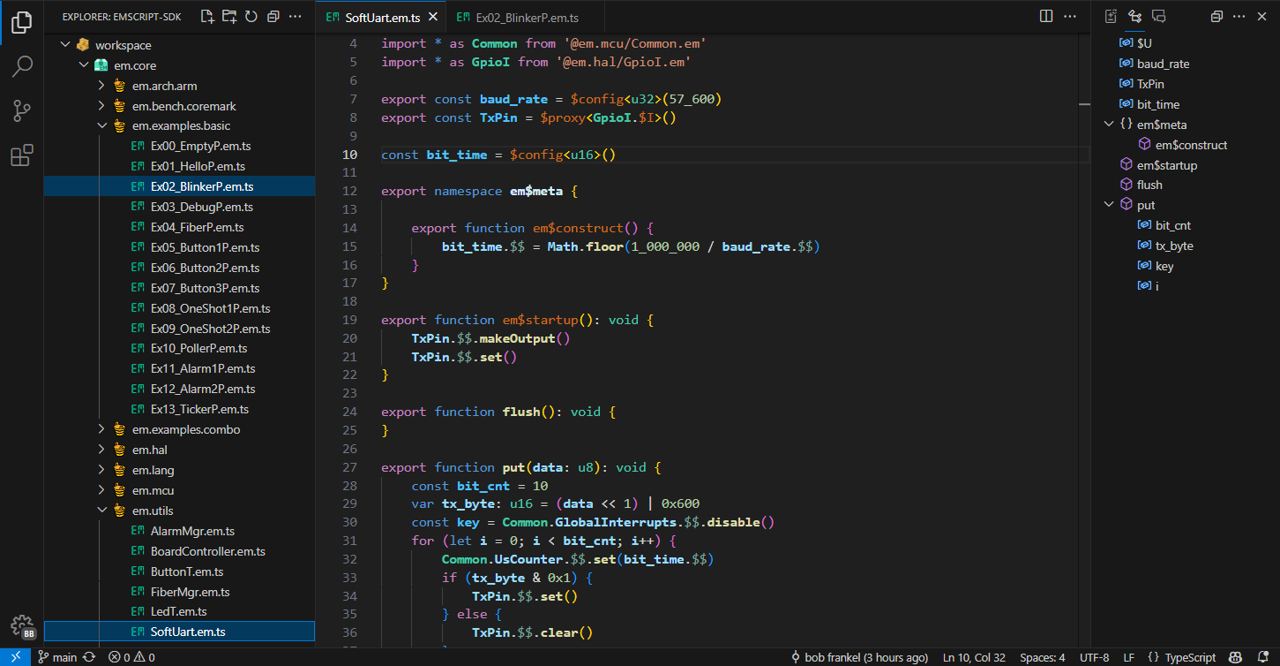 EXPLORER: EMSCRIPT-SDK
workspace
em.core
em.arch.arm
em.bench.coremark
em.examples.basic
Ex00_EmptyP.em.ts
Ex01_HelloP.em.ts
Ex02_BlinkerP.em.ts
Ex03_DebugP.em.ts
Ex04_FiberP.em.ts
Ex05_Button1P.em.ts
Ex06_Button2P.em.ts
Ex07_Button3P.em.ts
Ex08_OneShot1P.em.ts
Ex09_OneShot2P.em.ts
Ex10_PollerP.em.ts
Ex11_Alarm1P.em.ts
Ex12_Alarm2P.em.ts
Ex13_TickerP.em.ts
em.examples.combo
em.hal
em.lang
em.mcu
em.utils
AlarmMgr.em.ts
BoardController.em.ts
ButtonT.em.ts
FiberMgr.em.ts
LedT.em.ts
SoftUart.em.ts
SoftUart.em.ts Ex02_BlinkerP.em.ts
4 import * as Common from '@em.mcu/Common.em'
5 import * as GpioI from '@em.hal/GpioI.em'
6
7 export const baud_rate = $config<u32>(57_600)
8 export const TxPin = $proxy<GpioI.$I>()
9
10 const bit_time = $config<u16>()
11
12 export namespace em$meta {
13
14 export function em$construct() {
15 bit_time.$$ = Math.floor(1_000_000 / baud_rate.$$)
16 }
17 }
18
19 export function em$startup(): void {
20 TxPin.$$.makeOutput()
21 TxPin.$$.set()
22 }
23
24 export function flush(): void {
25 }
26
27 export function put(data: u8): void {
28 const bit_cnt = 10
29 var tx_byte: u16 = (data << 1) | 0x600
30 const key = Common.GlobalInterrupts.$$.disable()
31 for (let i = 0; i < bit_cnt; i++) {
32 Common.UsCounter.$$.set(bit_time.$$)
33 if (tx_byte & 0x1) {
34 TxPin.$$.set()
35 } else {
36 TxPin.$$.clear()
$U
baud_rate
TxPin
bit_time
{} em$meta
em$construct
em$startup
flush
put
bit_cnt
tx_byte
key
i
BB
main 0 0 bob frankel (3 hours ago) Ln 10, Col 32 Spaces: 4 UTF-8 LF {} TypeScript